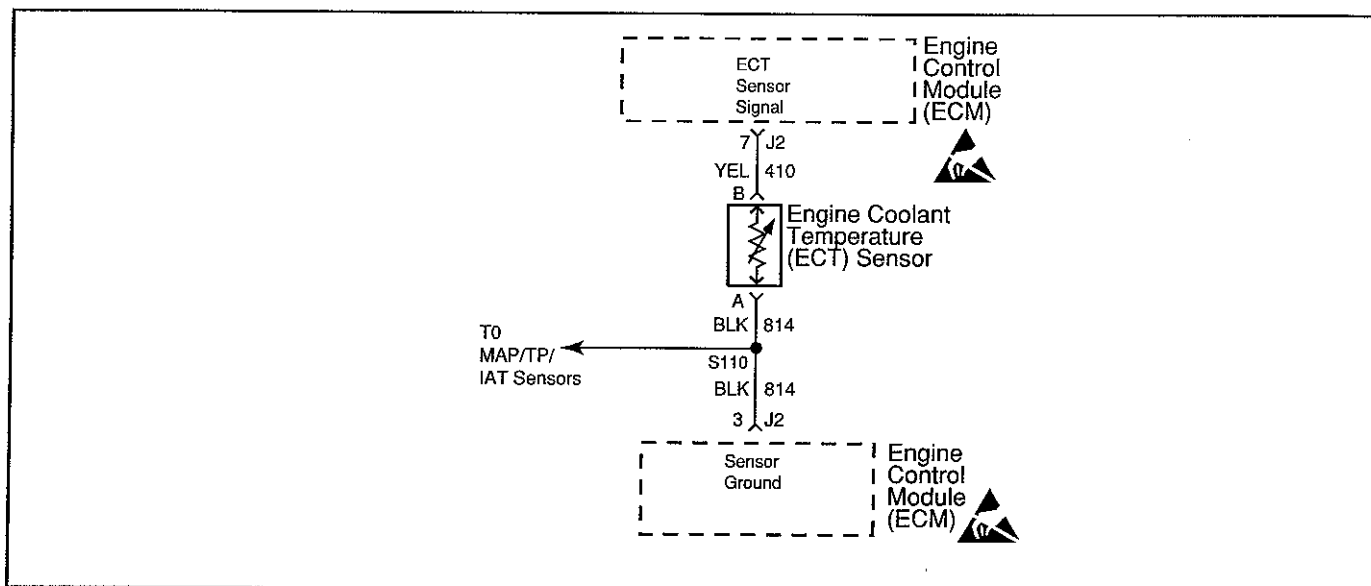 ECT
Sensor
Signal
Engine
Control
Module
(ECM)
7 J2
YEL 410
B
Engine Coolant
Temperature
(ECT) Sensor
A
BLK 814
T0
MAP/TP/
IAT Sensors
S110
BLK 814
3 J2
Sensor
Ground
Engine
Control
Module
(ECM)